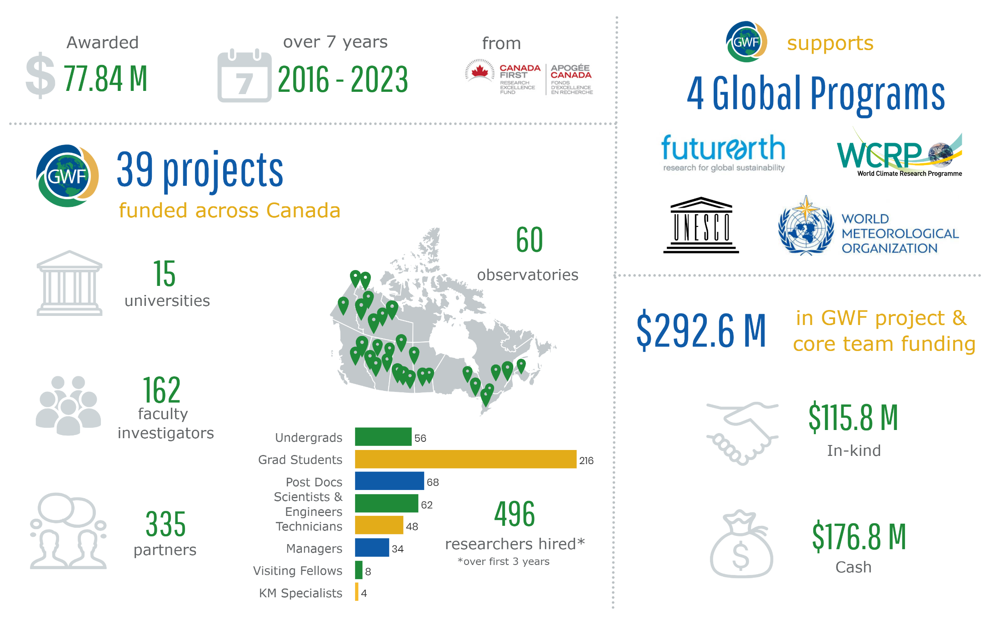 Awarded
$ 77.84 M
over 7 years
7
2016 - 2023
from
CANADA
FIRST
RESEARCH
EXCELLENCE
FUND
APOGÉE
CANADA
FONDS
D'EXCELLENCE
EN RECHERCHE
GWF
supports
4 Global Programs
futurearth
research for global sustainability
WCRP
World Climate Research Programme
UNESCO
WORLD
METEOROLOGICAL
ORGANIZATION
GWF
39 projects
funded across Canada
15
universities
162
faculty
investigators
335
partners
60
observatories
Undergrads 56
Grad Students 216
Post Docs 68
Scientists &
Engineers 62
Technicians 48
Managers 34
Visiting Fellows 8
KM Specialists 4
496
researchers hired*
*over first 3 years
$292.6 M
in GWF project &
core team funding
$115.8 M
In-kind
$
$176.8 M
Cash